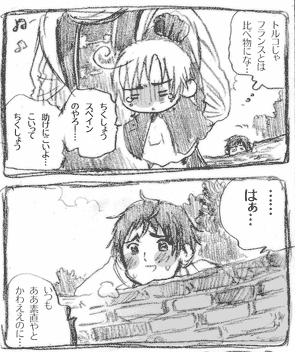 トルコじゃ
フランスとは
比べ物にな…
ちくしょう
スペイン
のやろー…
助けにこいよ…
こいって
ちくしょう
……
はぁ…
いつも
ああ素直やと
かわええのに…